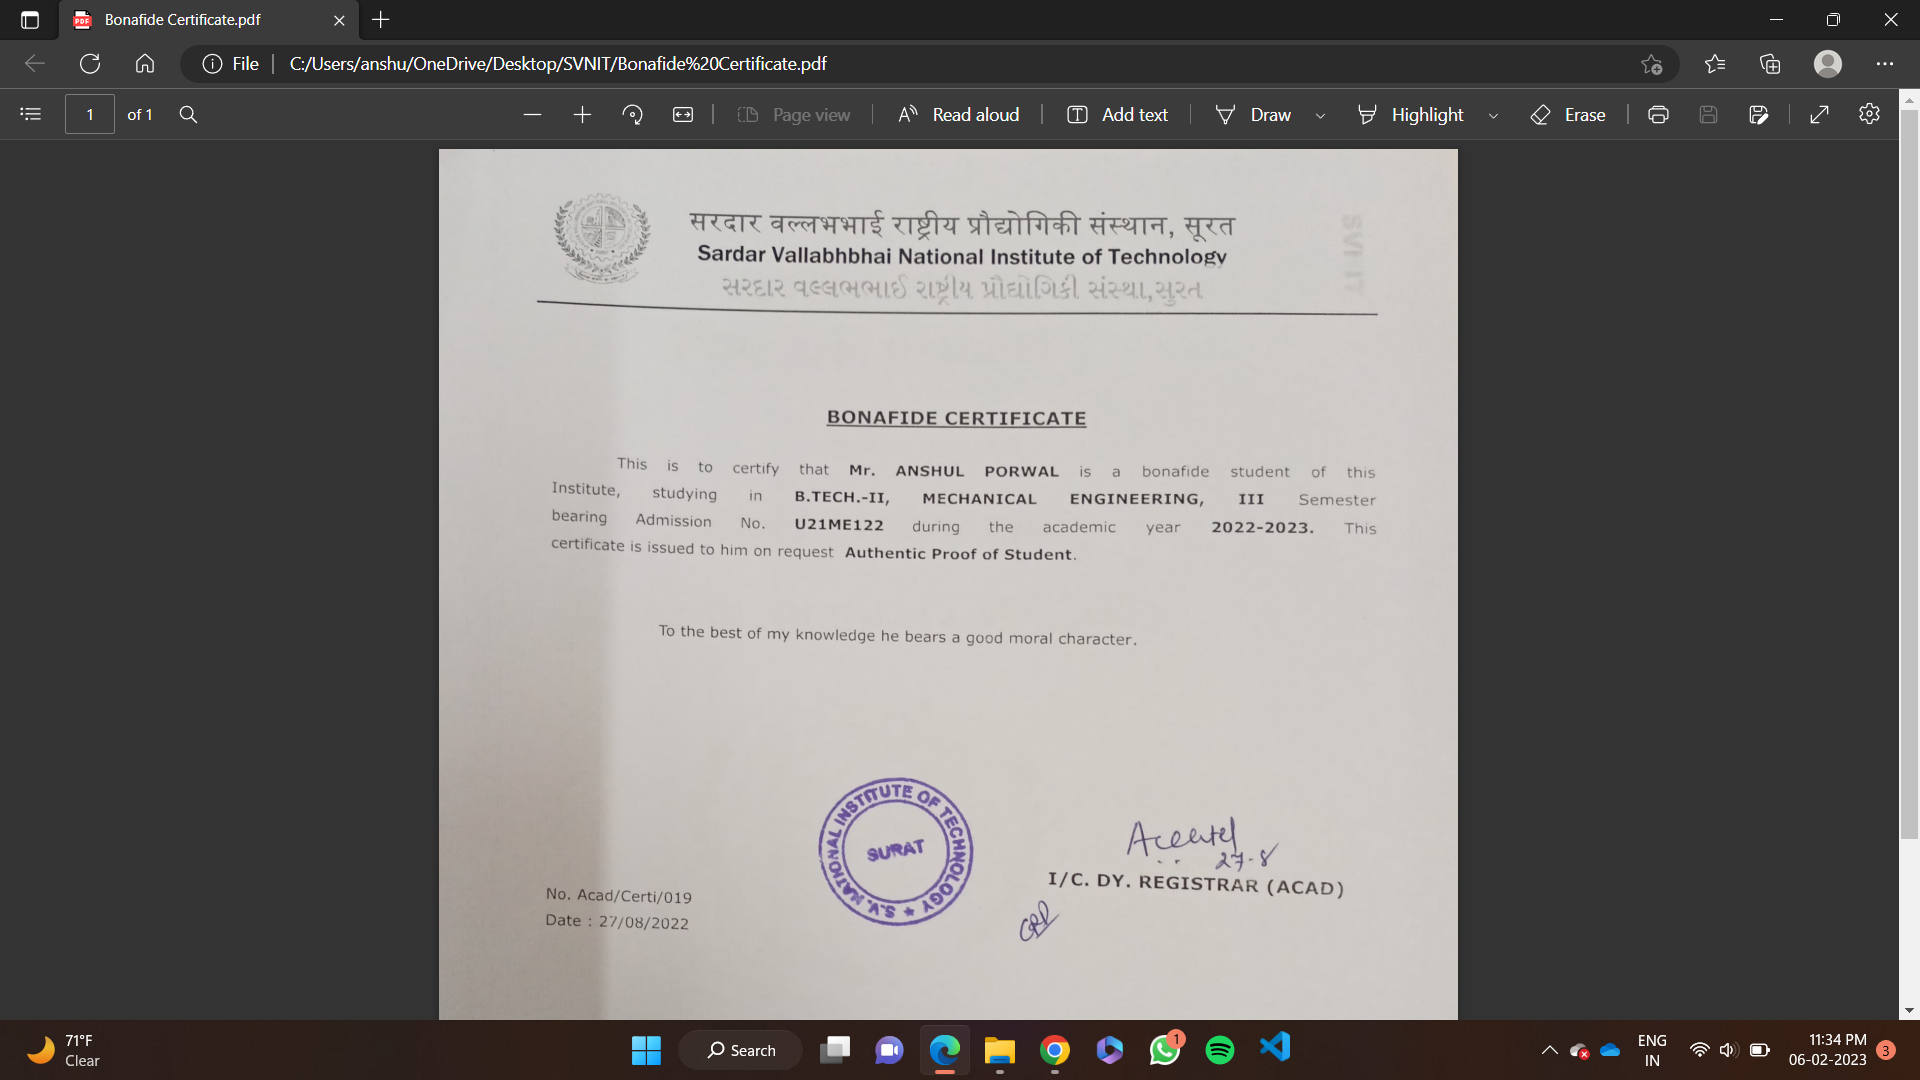 Bonafide Certificate.pdf
File
C:/Users/anshu/OneDrive/Desktop/SVNIT/Bonafide%20Certificate.pdf
1 of 1
Page view
Read aloud
Add text
Draw
Highlight
Erase
सरदार वल्लभभाई राष्ट्रीय प्रौद्योगिकी संस्थान, सूरत
Sardar Vallabhbhai National Institute of Technology
સરદાર વલ્લભભાઈ રાષ્ટ્રીય પ્રૌદ્યોગિકી સંસ્થા,સુરત
SVNIT
BONAFIDE CERTIFICATE
This is to certify that Mr. ANSHUL PORWAL is a bonafide student of this
Institute, studying in B.TECH.-II, MECHANICAL ENGINEERING, III Semester
bearing Admission No. U21ME122 during the academic year 2022-2023. This
certificate is issued to him on request Authentic Proof of Student.
To the best of my knowledge he bears a good moral character.
S.V. NATIONAL INSTITUTE OF TECHNOLOGY ★
SURAT
27-8
I/C. DY. REGISTRAR (ACAD)
No. Acad/Certi/019
Date : 27/08/2022
71°F
Clear
Search
1
ENG
IN
11:34 PM
06-02-2023
3